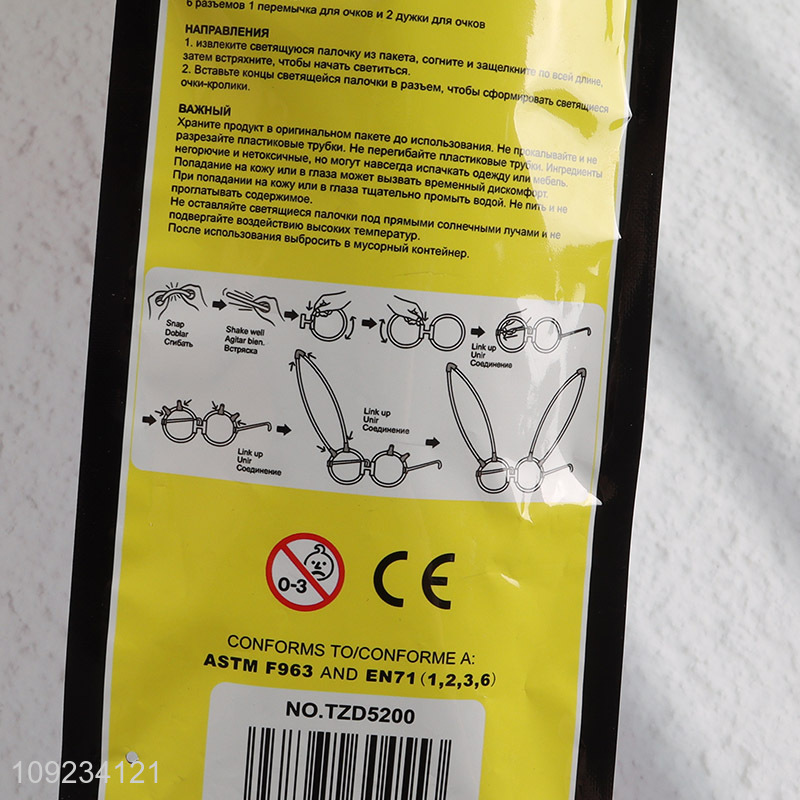 6 разъемов 1 перемычка для очков и 2 дужки для очков
НАПРАВЛЕНИЯ
1. извлеките светящуюся палочку из пакета, согните и защелкните по всей длине,
затем встряхните, чтобы начать светиться.
2. Вставьте концы светящейся палочки в разъем, чтобы сформировать светящиеся
очки-кролики.
ВАЖНЫЙ
Храните продукт в оригинальном пакете до использования. Не прокалывайте и не
разрезайте пластиковые трубки. Не перегибайте пластиковые трубки. Ингредиенты
негорючие и нетоксичные, но могут навсегда испачкать одежду или мебель.
Попадание на кожу или в глаза может вызвать временный дискомфорт.
При попадании на кожу или в глаза тщательно промыть водой. Не пить и не
проглатывать содержимое.
Не оставляйте светящиеся палочки под прямыми солнечными лучами и не
подвергайте воздействию высоких температур.
После использования выбросить в мусорный контейнер.
Snap
Doblar
Сгибать
Shake well
Agitar bien.
Встряска
Link up
Unir
Соединение
Link up
Unir
Соединение
Link up
Unir
Соединение
0-3
CE
CONFORMS TO/CONFORME A:
ASTM F963 AND EN71 (1,2,3,6)
NO.TZD5200
109234121